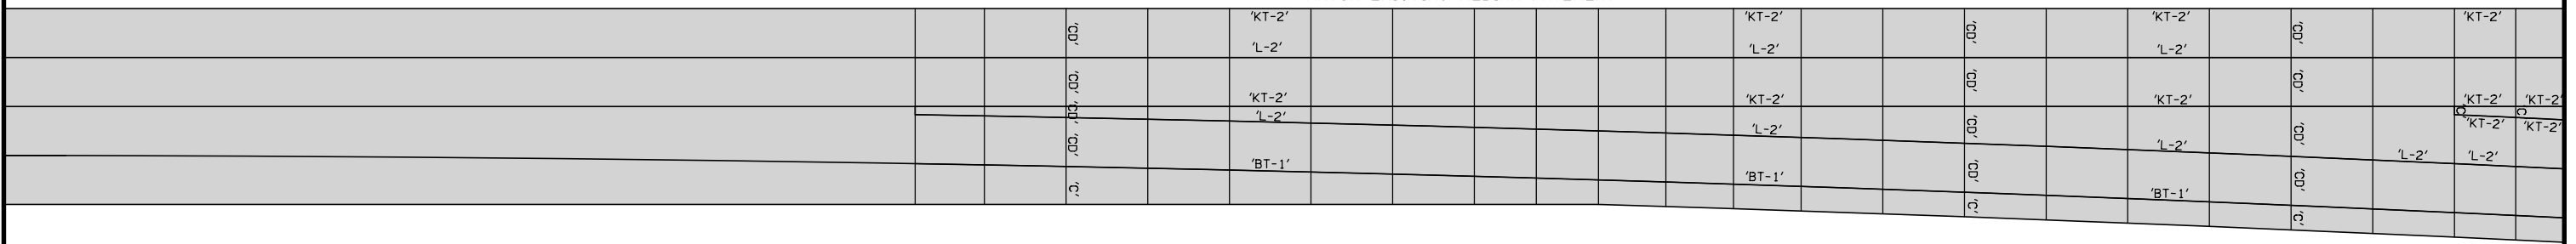 'KT-2' 'KT-2' 'KT-2' 'KT-2'
'CD' 'CD' 'CD'
'L-2' 'L-2' 'L-2'
'CD' 'CD' 'CD'
'KT-2' 'KT-2' 'KT-2' 'KT-2' 'KT-2'
'CD' 'C' 'C
'L-2' 'L-2' 'KT-2' 'KT-2'
'CD' 'CD' 'CD'
'L-2' 'L-2' 'L-2'
'BT-1' 'BT-1' 'CD' 'CD'
'C' 'BT-1'
'C' 'C'